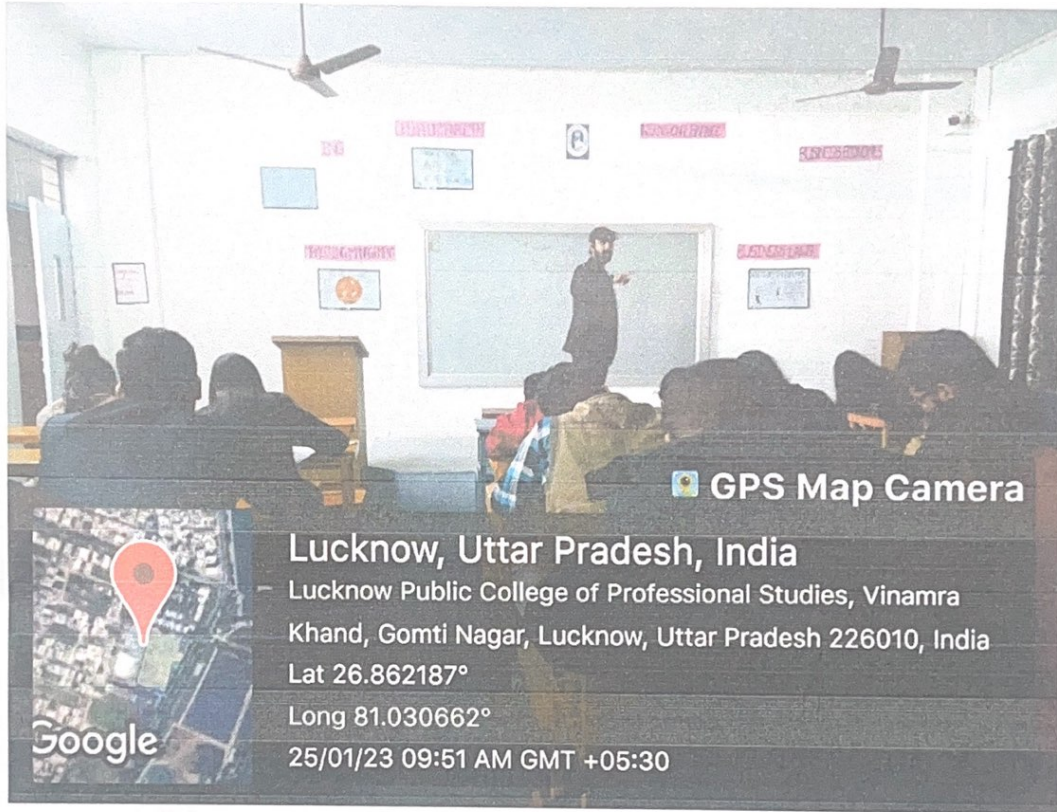 GPS Map Camera
Lucknow, Uttar Pradesh, India
Lucknow Public College of Professional Studies, Vinamra
Khand, Gomti Nagar, Lucknow, Uttar Pradesh 226010, India
Lat 26.862187°
Long 81.030662°
25/01/23 09:51 AM GMT +05:30
Google